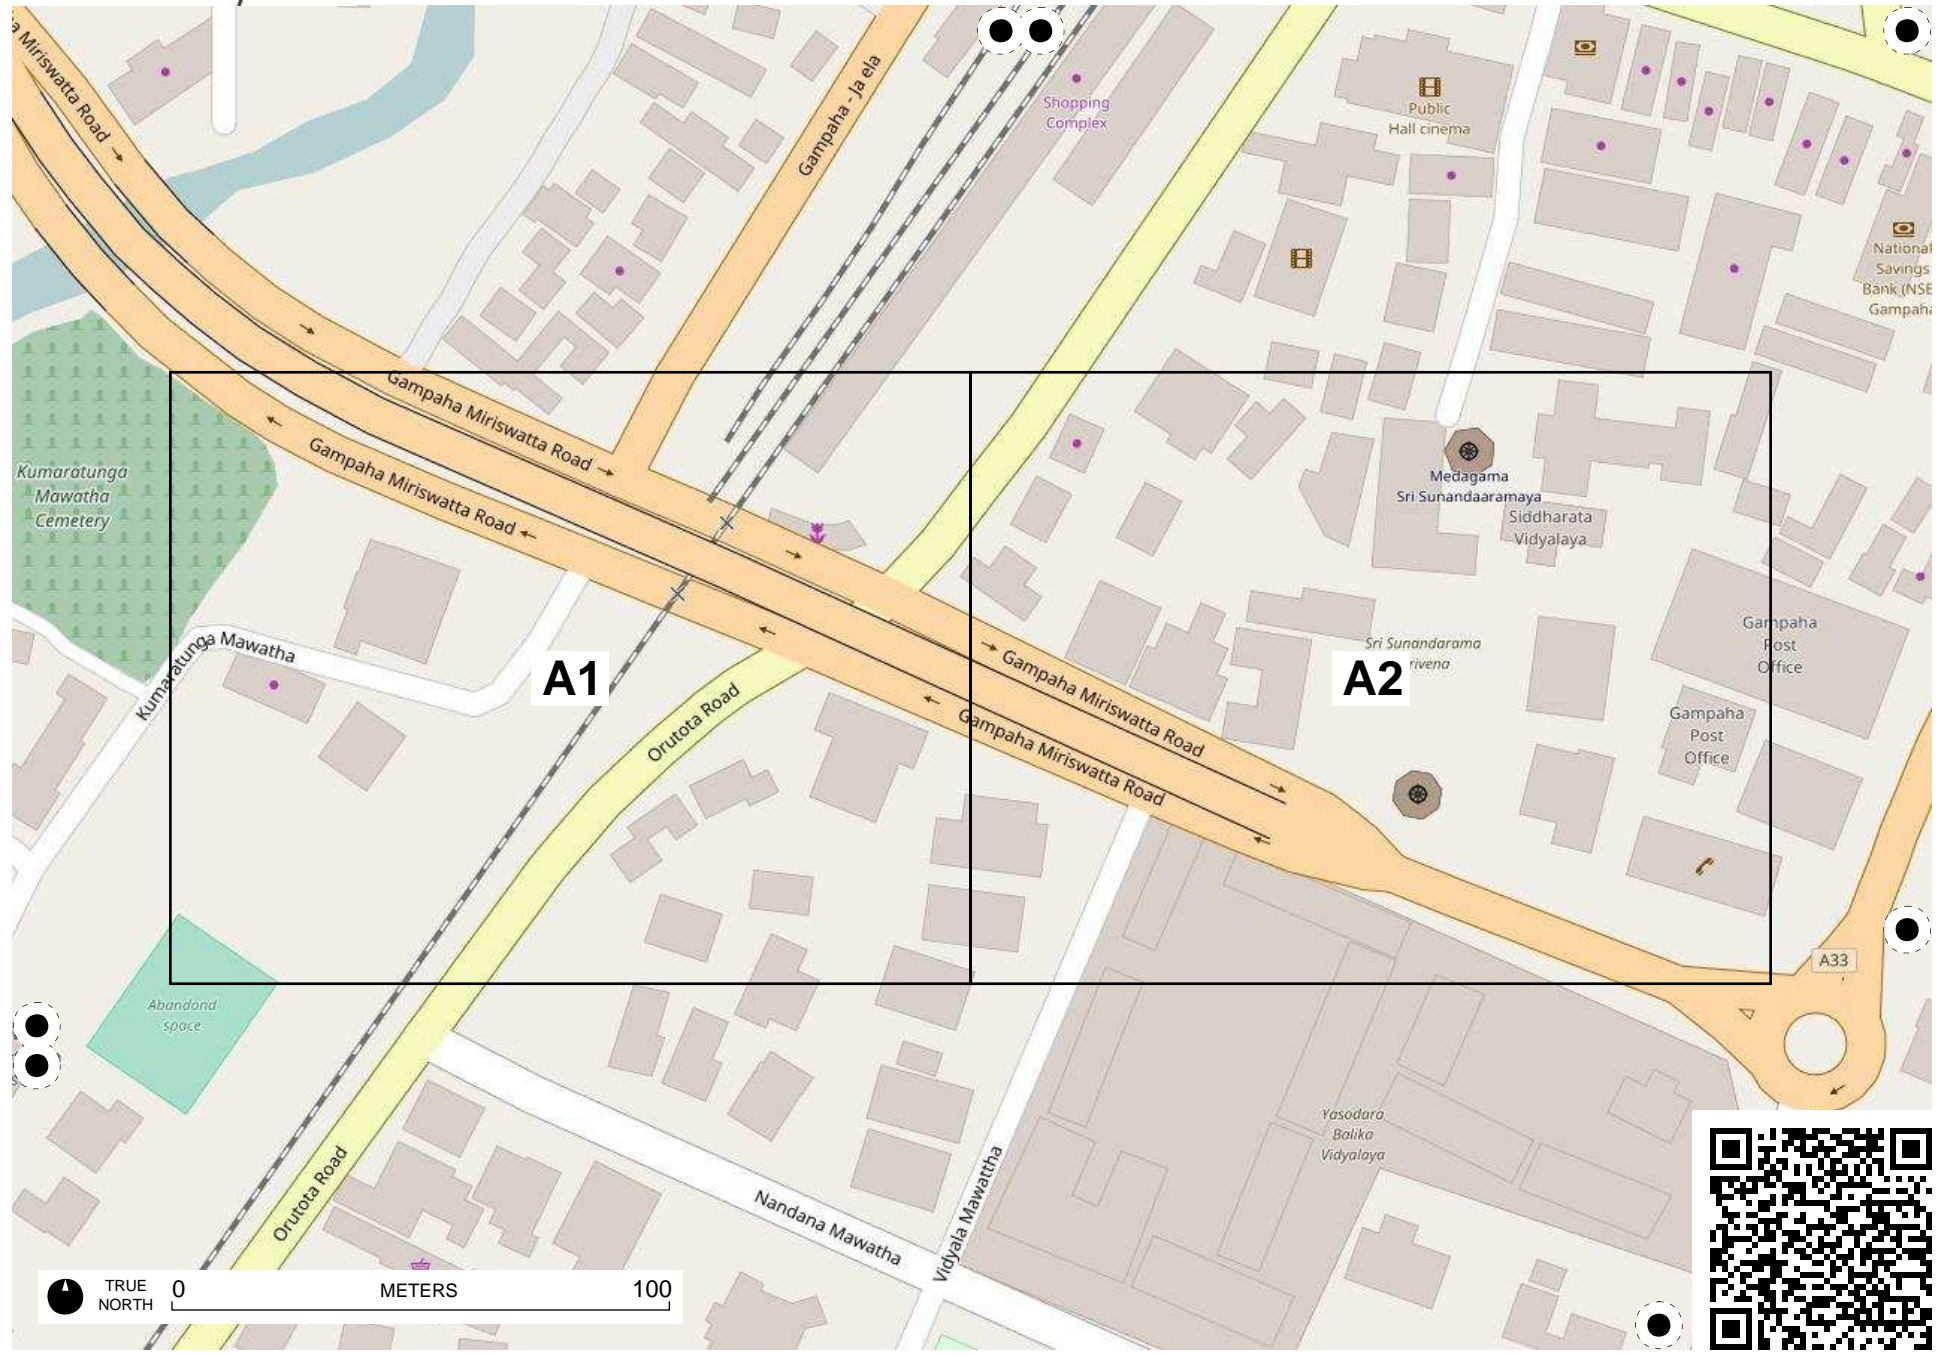 a Miriswatta Road
Gampaha - Ja ela
Shopping
Complex
Public
Hall cinema
National
Savings
Bank (NSB
Gampaha
Gampaha Miriswatta Road
Gampaha Miriswatta Road
Kumaratunga
Mawatha
Cemetery
Medagama
Sri Sunandaaramaya
Siddharata
Vidyalaya
Kumaratunga Mawatha
A1
Orutota Road
Gampaha Miriswatta Road
Gampaha Miriswatta Road
Sri Sunandarama
A2
Gampaha
Post
Office
Gampaha
Post
Office
A33
Abandond
space
Yasodara
Balika
Vidyalaya
Orutota Road
Nandana Mawatha
Vidyala Mawattha
TRUE
NORTH
0 METERS 100